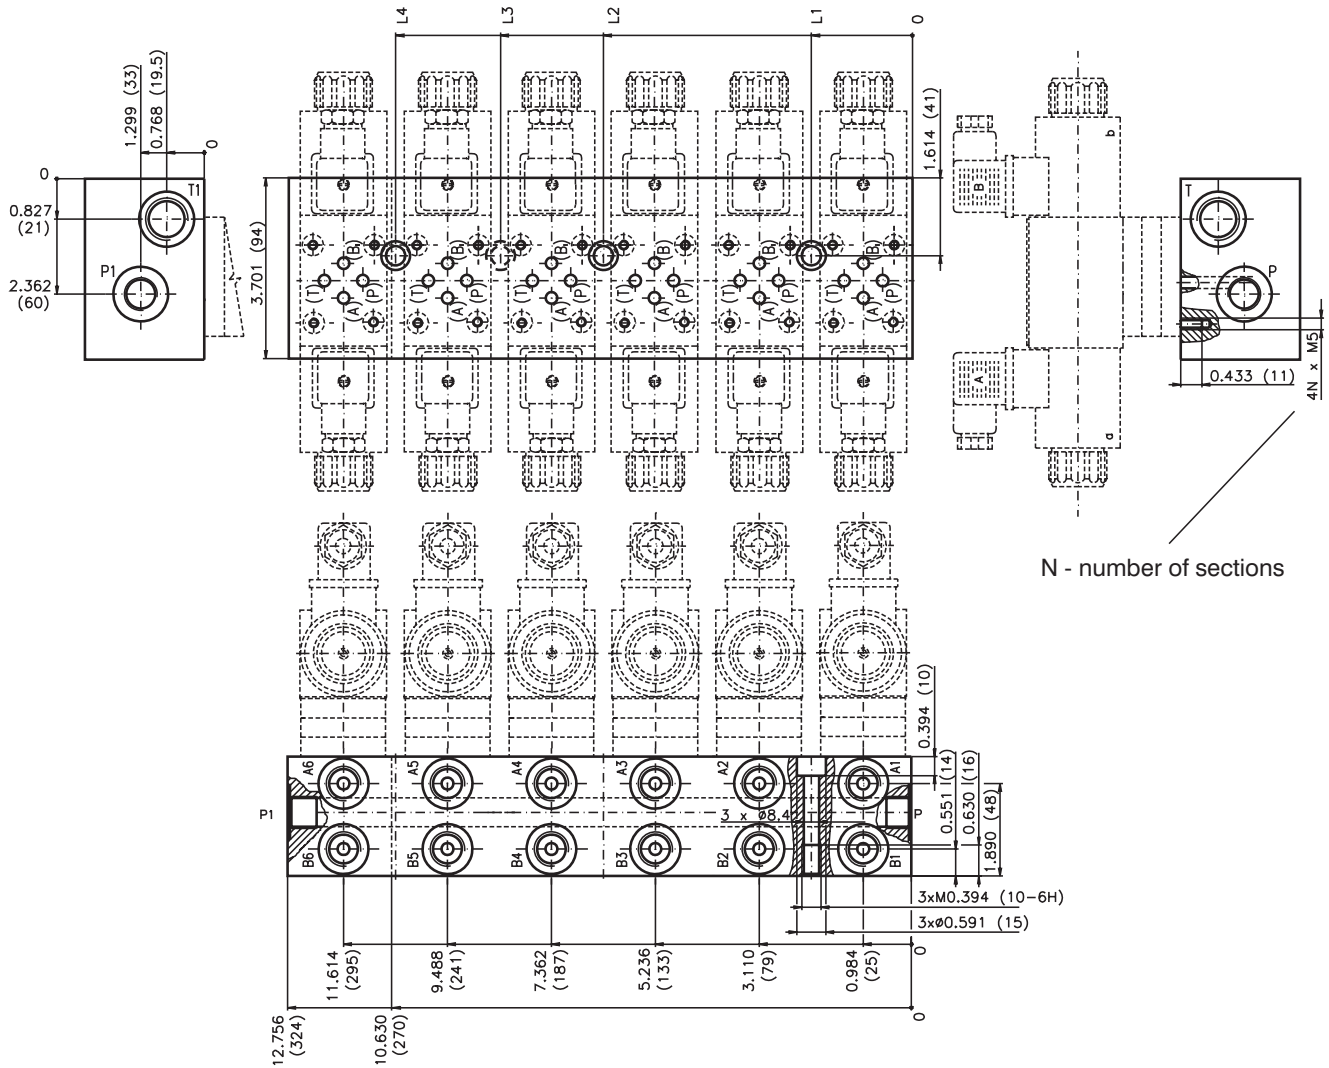 L4
L3
L2
L1
0
1.299 (33)
0.768 (19.5)
0
0
0.827
(21)
2.362
(60)
T1
P1
3.701 (94)
1.614 (41)
(B)
(T)
(P)
(A)
(B)
(T)
(P)
(A)
(B)
(T)
(P)
(A)
(B)
(T)
(P)
(A)
(B)
(T)
(P)
(A)
(B)
(T)
(P)
(A)
b
B
A
a
T
P
0.433 (11)
4N x M5
N - number of sections
0.394 (10)
0.551 (14)
0.630 (16)
1.890 (48)
A6
A5
A4
A3
A2
A1
P1
3 x ø8.4
P
B6
B5
B4
B3
B2
B1
3xM0.394 (10-6H)
3xø0.591 (15)
11.614
(295)
9.488
(241)
7.362
(187)
5.236
(133)
3.110
(79)
0.984
(25)
0
12.756
(324)
10.630
(270)
0